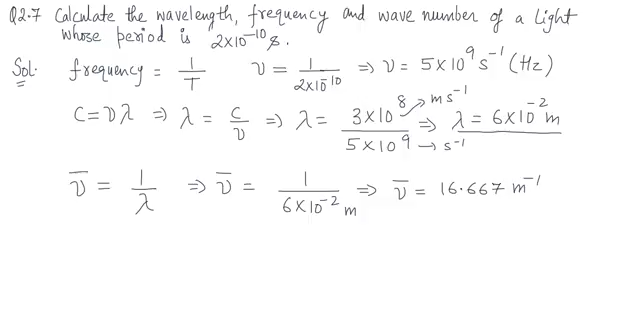 Q2.7 Calculate the wavelength, frequency and wave number of a light
whose period is 2×10⁻¹⁰ s.
Sol. frequency = 1/T ν = 1/2×10⁻¹⁰ ⇒ ν = 5×10⁹ s⁻¹ (Hz)
C = νλ ⇒ λ = c/ν ⇒ λ = 3×10⁸ → m s⁻¹ / 5×10⁹ → s⁻¹ ⇒ λ = 6×10⁻² m
ν̅ = 1/λ ⇒ ν̅ = 1/6×10⁻² m ⇒ ν̅ = 16.667 m⁻¹